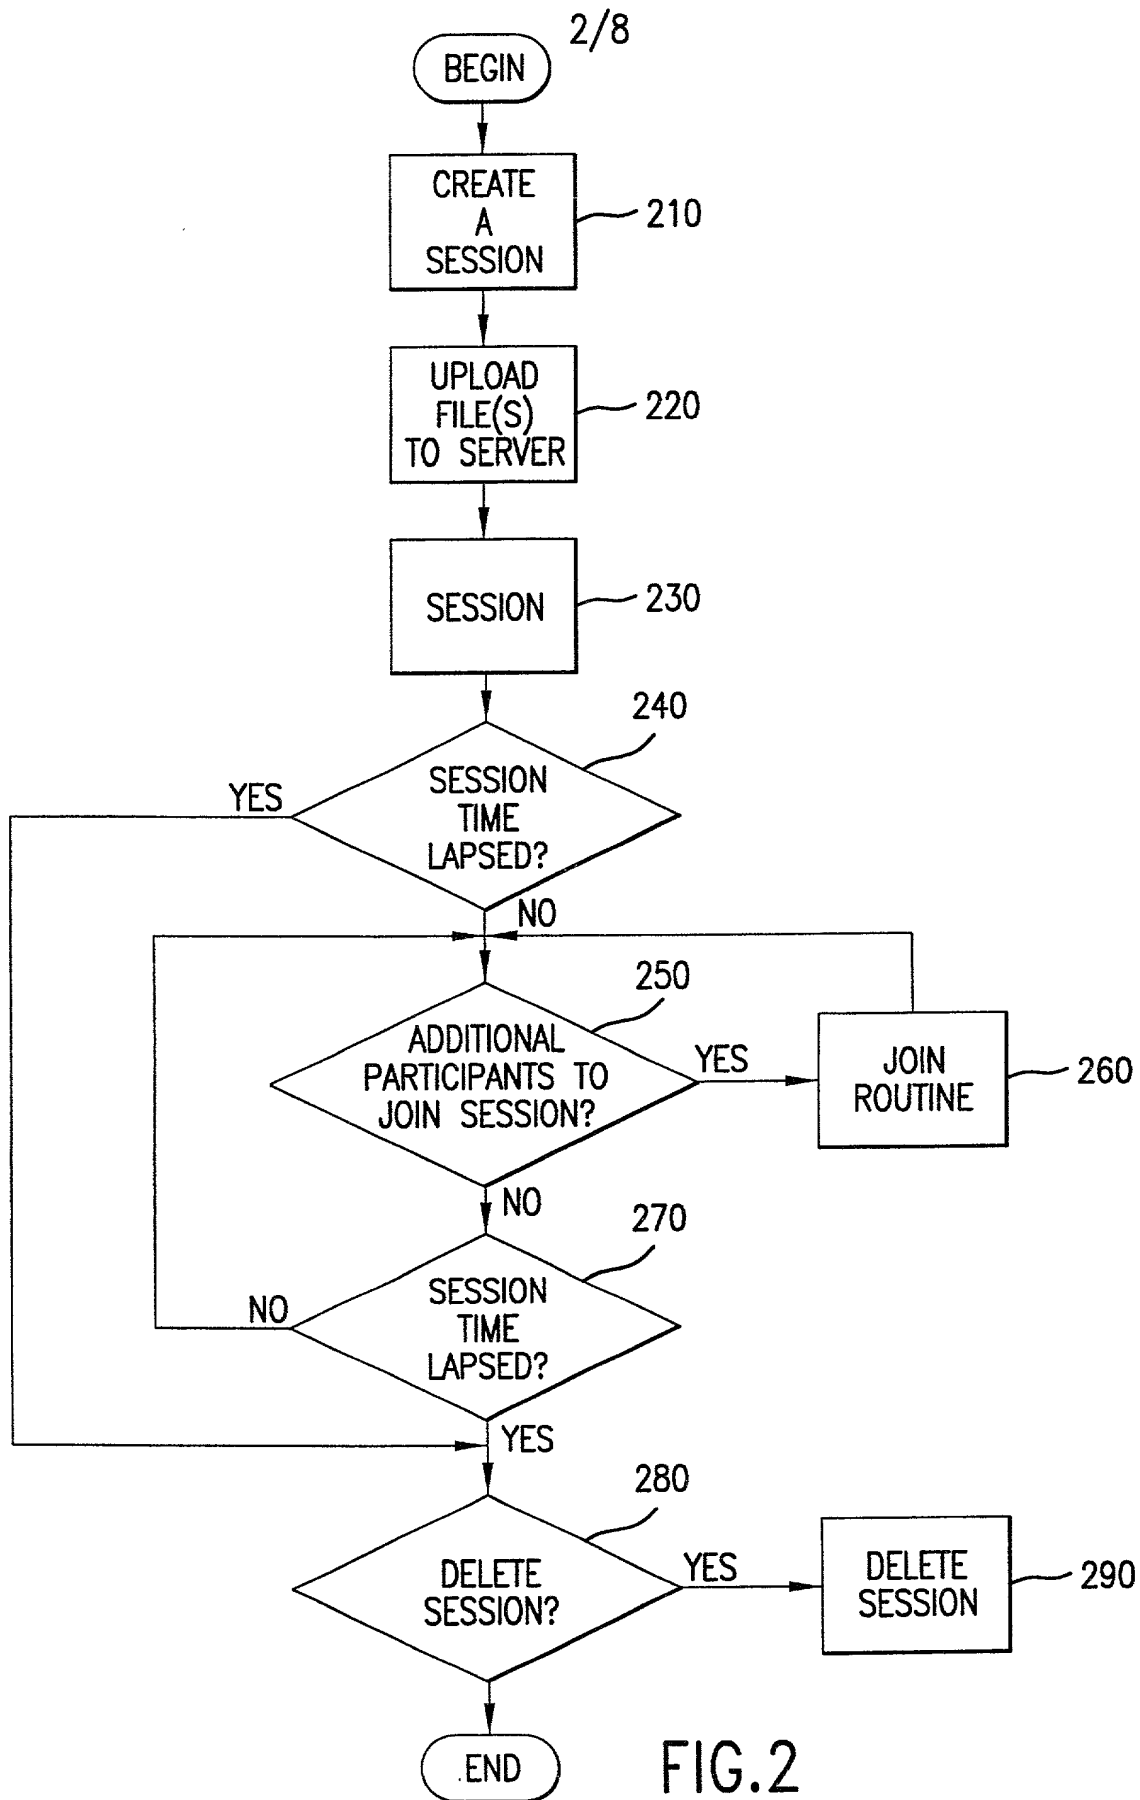 2/8
BEGIN
CREATE
A
SESSION
210
UPLOAD
FILE(S)
TO SERVER
220
SESSION
230
240
SESSION
TIME
LAPSED?
YES
NO
250
ADDITIONAL
PARTICIPANTS TO
JOIN SESSION?
YES
JOIN
ROUTINE
260
NO
270
SESSION
TIME
LAPSED?
NO
YES
280
DELETE
SESSION?
YES
DELETE
SESSION
290
END
FIG.2